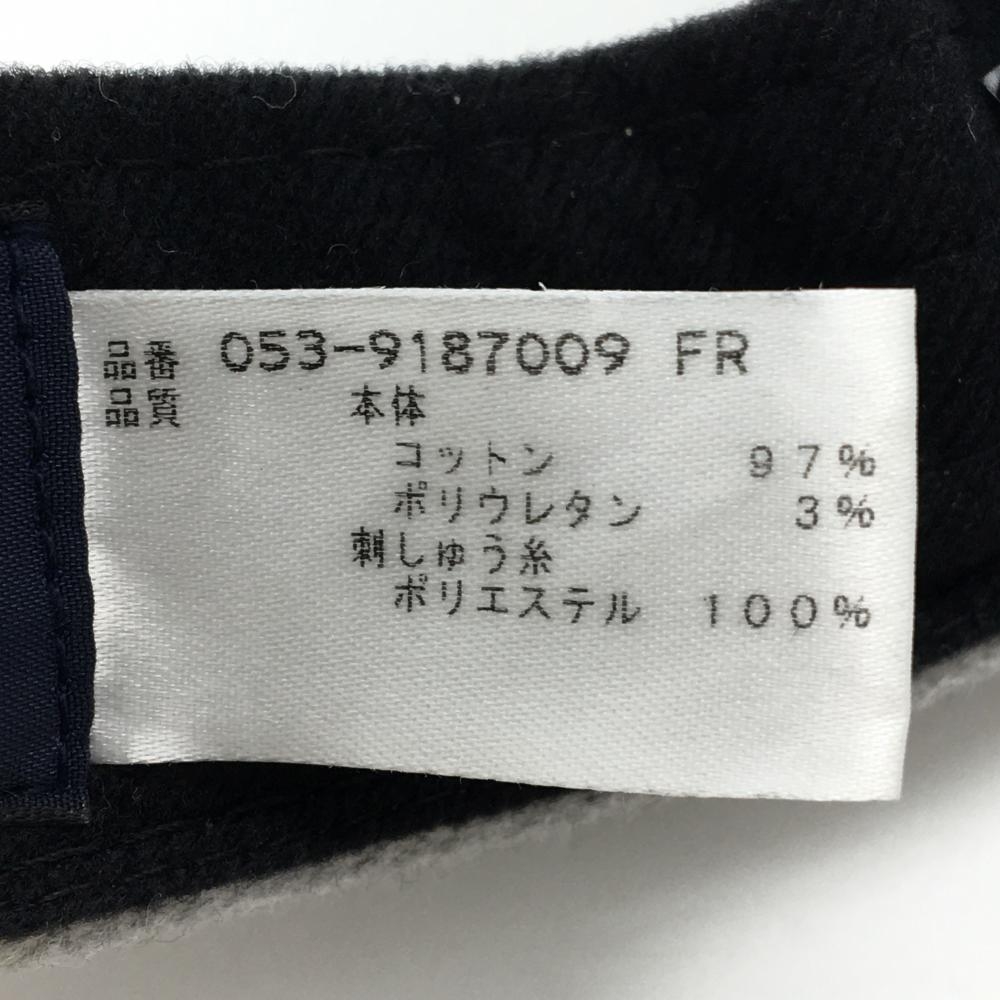 品番 053-9187009 FR
品質 本体
コットン 97%
ポリウレタン 3%
刺しゅう糸
ポリエステル 100%